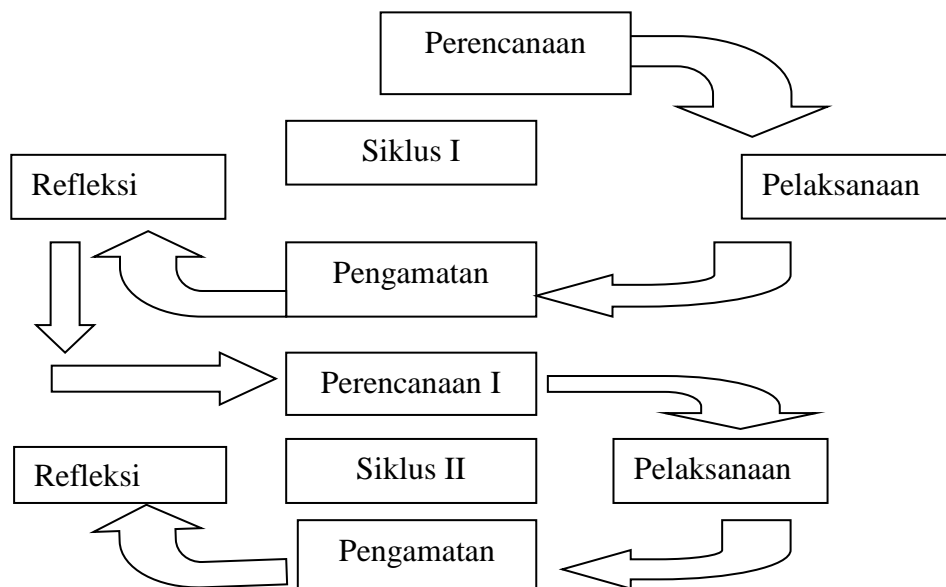 Perencanaan
Siklus I
Refleksi
Pelaksanaan
Pengamatan
Perencanaan I
Siklus II
Refleksi
Pelaksanaan
Pengamatan